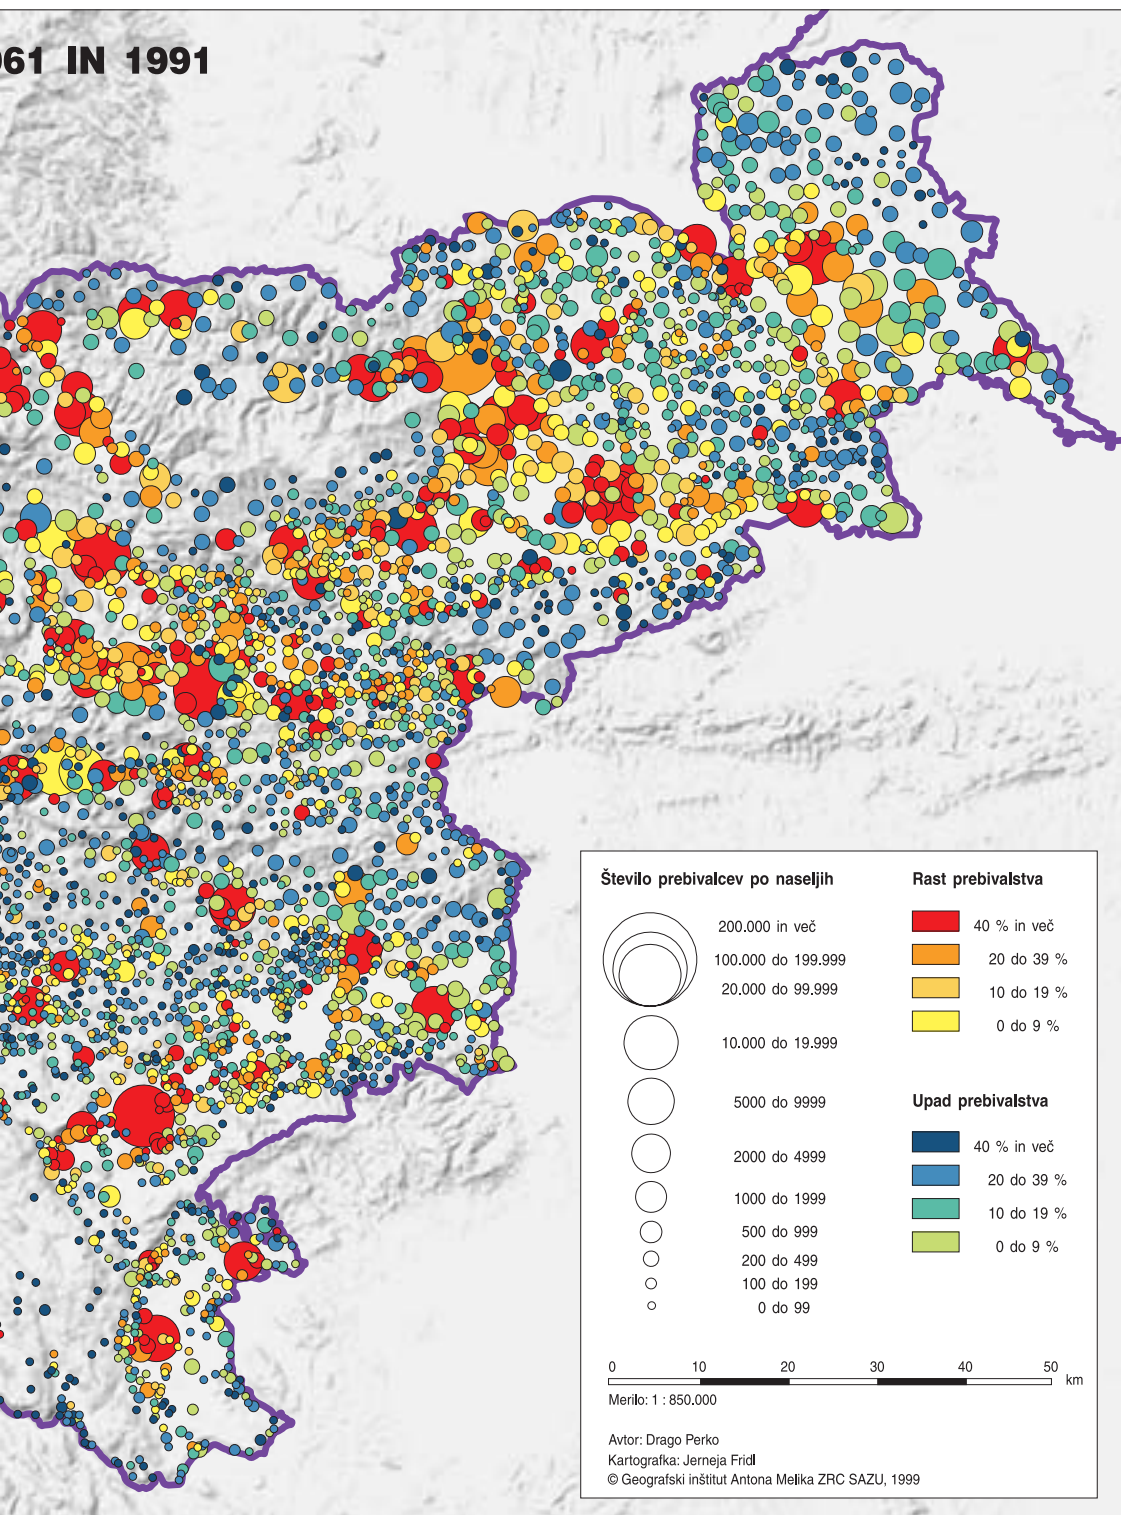 961 IN 1991
Število prebivalcev po naseljih
200.000 in več
100.000 do 199.999
20.000 do 99.999
10.000 do 19.999
5000 do 9999
2000 do 4999
1000 do 1999
500 do 999
200 do 499
100 do 199
0 do 99
Rast prebivalstva
40 % in več
20 do 39 %
10 do 19 %
0 do 9 %
Upad prebivalstva
40 % in več
20 do 39 %
10 do 19 %
0 do 9 %
0 10 20 30 40 50
km
Merilo: 1 : 850.000
Avtor: Drago Perko
Kartografka: Jerneja Fridl
© Geografski inštitut Antona Melika ZRC SAZU, 1999